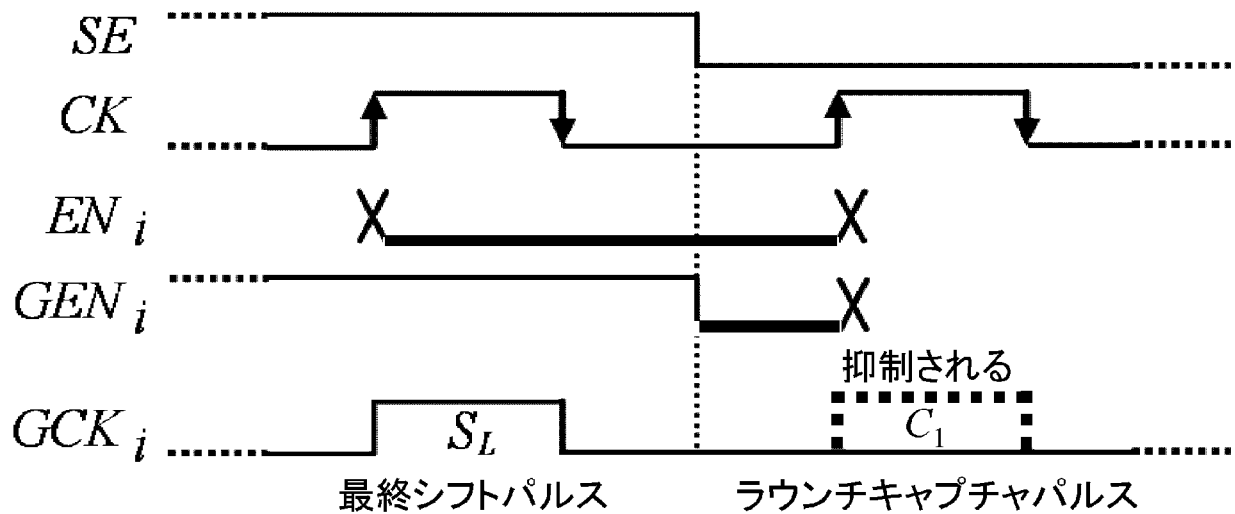 SE
CK
EN i
GEN i
抑制される
GCK i
S_L
C_1
最終シフトパルス
ラウンチキャプチャパルス